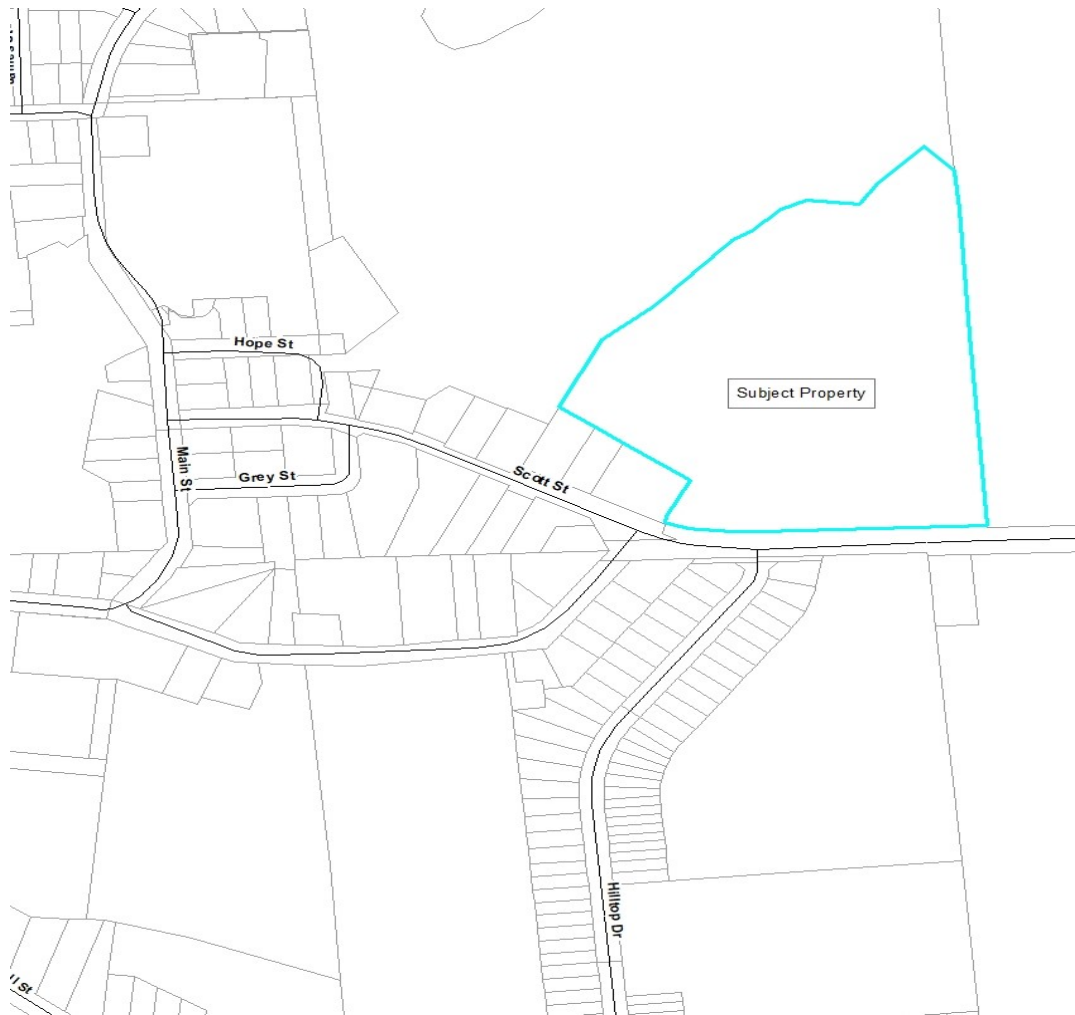 Hope St
Subject Property
Main St
Grey St
Scott St
Hilltop Dr